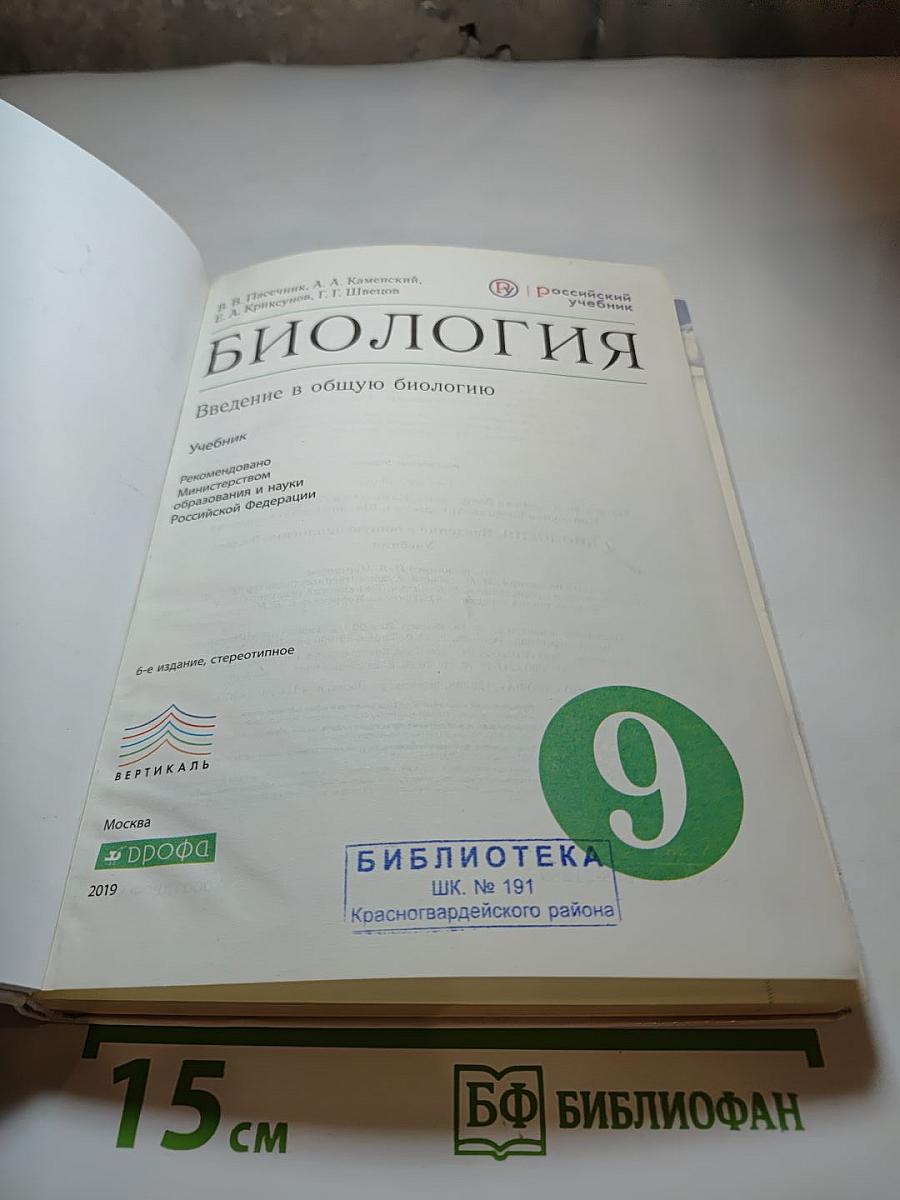 В. В. Пасечник, А. А. Каменский,
Е. А. Криксунов, Г. Г. Швецов
российский
учебник
БИОЛОГИЯ
Введение в общую биологию
Учебник
Рекомендовано
Министерством
образования и науки
Российской Федерации
6-е издание, стереотипное
ВЕРТИКАЛЬ
9
Москва
дрофа
2019
БИБЛИОТЕКА
ШК. № 191
Красногвардейского района
15 см
БФ БИБЛИОФАН